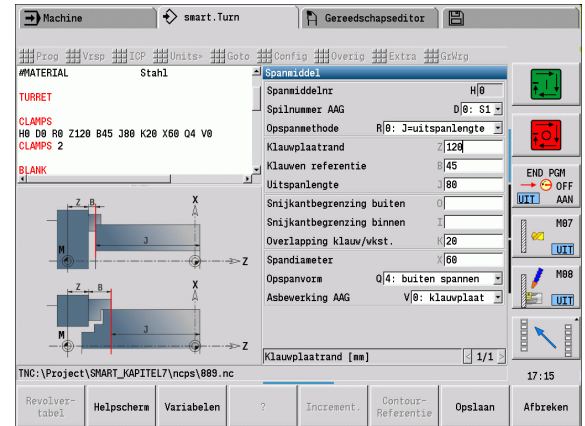 Machine
smart.Turn
Gereedschapseditor
Prog Vrsp ICP Units» Goto Config Overig Extra GrWrg
#MATERIAL Stahl
TURRET
CLAMPS
H0 D0 R0 Z120 B45 J80 K20 X60 Q4 V0
CLAMPS 2
BLANK
Spanmiddel
Spanmiddelnr H 0
Spilnummer AAG D 0: S1
Opspanmethode R 0: J=uitspanlengte
Klauwplaatrand Z 120
Klauwen referentie B 45
Uitspanlengte J 80
Snijkantbegrenzing buiten O
Snijkantbegrenzing binnen I
Overlapping klauw/wkst. K 20
Spandiameter X 60
Opspanvorm Q 4: buiten spannen
Asbewerking AAG V 0: klauwplaat
Klauwplaatrand [mm] < 1/1 >
Z B X
J
M Z
Z B X
J
M Z
TNC:\Project\SMART_KAPITEL7\ncps\889.nc
END PGM
OFF
UIT AAN
M07
UIT
M08
UIT
17:15
Revolver-
tabel
Helpscherm
Variabelen
?
Increment.
Contour-
Referentie
Opslaan
Afbreken